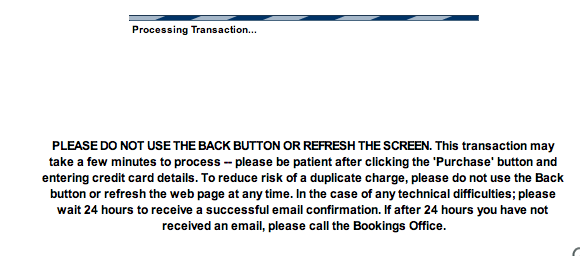 Processing Transaction...
PLEASE DO NOT USE THE BACK BUTTON OR REFRESH THE SCREEN. This transaction may
take a few minutes to process -- please be patient after clicking the 'Purchase' button and
entering credit card details. To reduce risk of a duplicate charge, please do not use the Back
button or refresh the web page at any time. In the case of any technical difficulties; please
wait 24 hours to receive a successful email confirmation. If after 24 hours you have not
received an email, please call the Bookings Office.